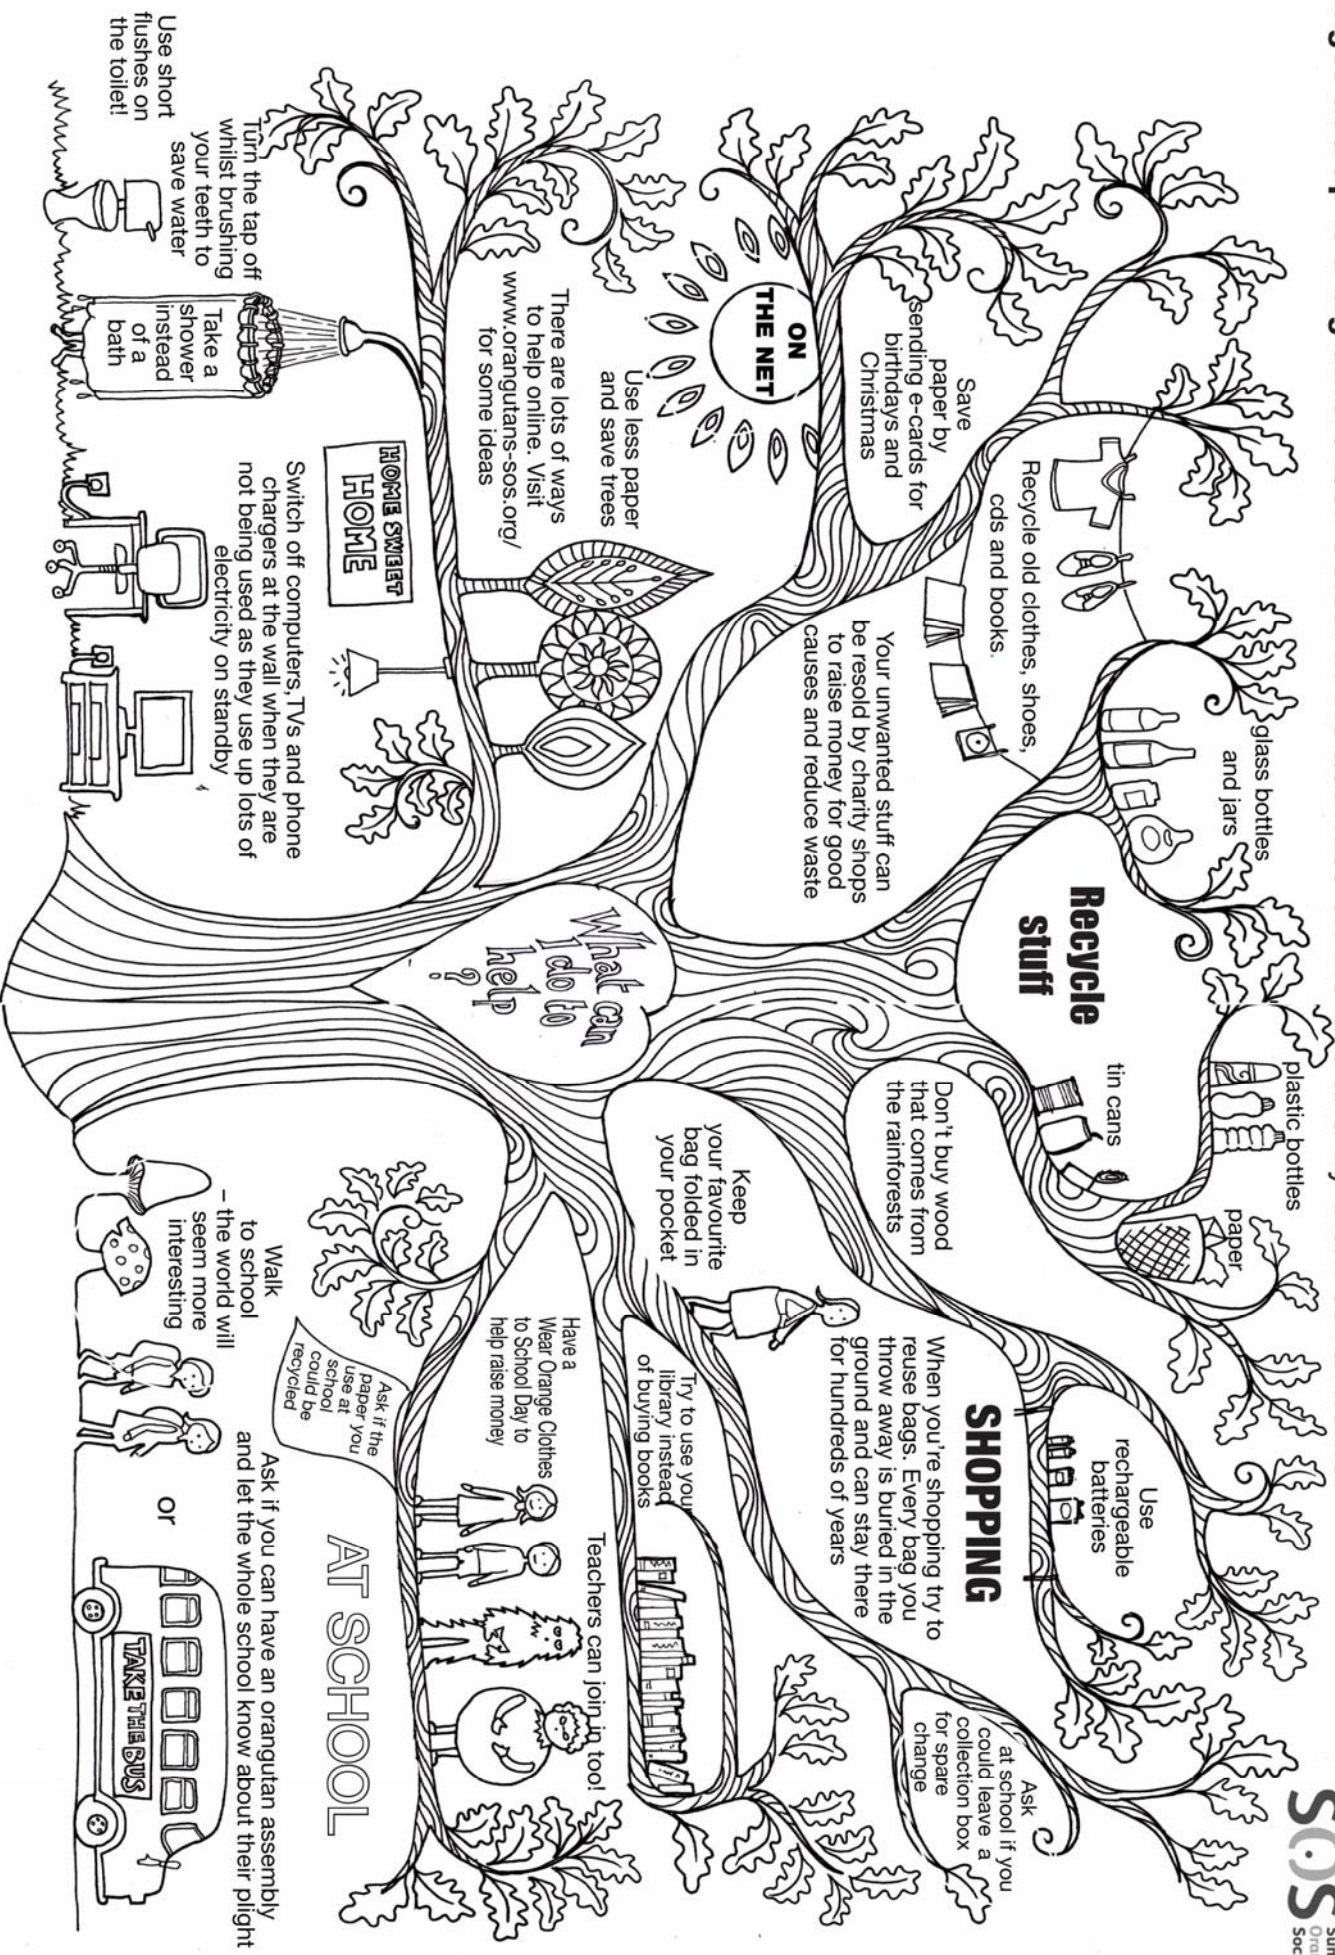 What can
I do to
help
?
ON
THE NET
Save
paper by
sending e-cards for
birthdays and
Christmas
Use less paper
and save trees
There are lots of ways
to help online. Visit
www.orangutans-sos.org/
for some ideas
HOME SWEET
HOME
Switch off computers, TVs and phone
chargers at the wall when they are
not being used as they use up lots of
electricity on standby
Take a
shower
instead
of a
bath
Turn the tap off
whilst brushing
your teeth to
save water
Use short
flushes on
the toilet!
Recycle
stuff
Recycle old clothes, shoes,
cds and books.
Your unwanted stuff can
be resold by charity shops
to raise money for good
causes and reduce waste
glass bottles
and jars
plastic bottles
tin cans
paper
SHOPPING
Use
rechargeable
batteries
Don't buy wood
that comes from
the rainforests
When you're shopping try to
reuse bags. Every bag you
throw away is buried in the
ground and can stay there
for hundreds of years
Keep
your favourite
bag folded in
your pocket
Ask
at school if you
could leave a
collection box
for spare
change
Try to use your
library instead
of buying books
Teachers can join in too!
Have a
Wear Orange Clothes
to School Day to
help raise money
AT SCHOOL
Ask if the
paper you
use at
school
could be
recycled
Ask if you can have an orangutan assembly
and let the whole school know about their plight
Walk
to school
– the world will
seem more
interesting
or
TAKE THE BUS
SOS